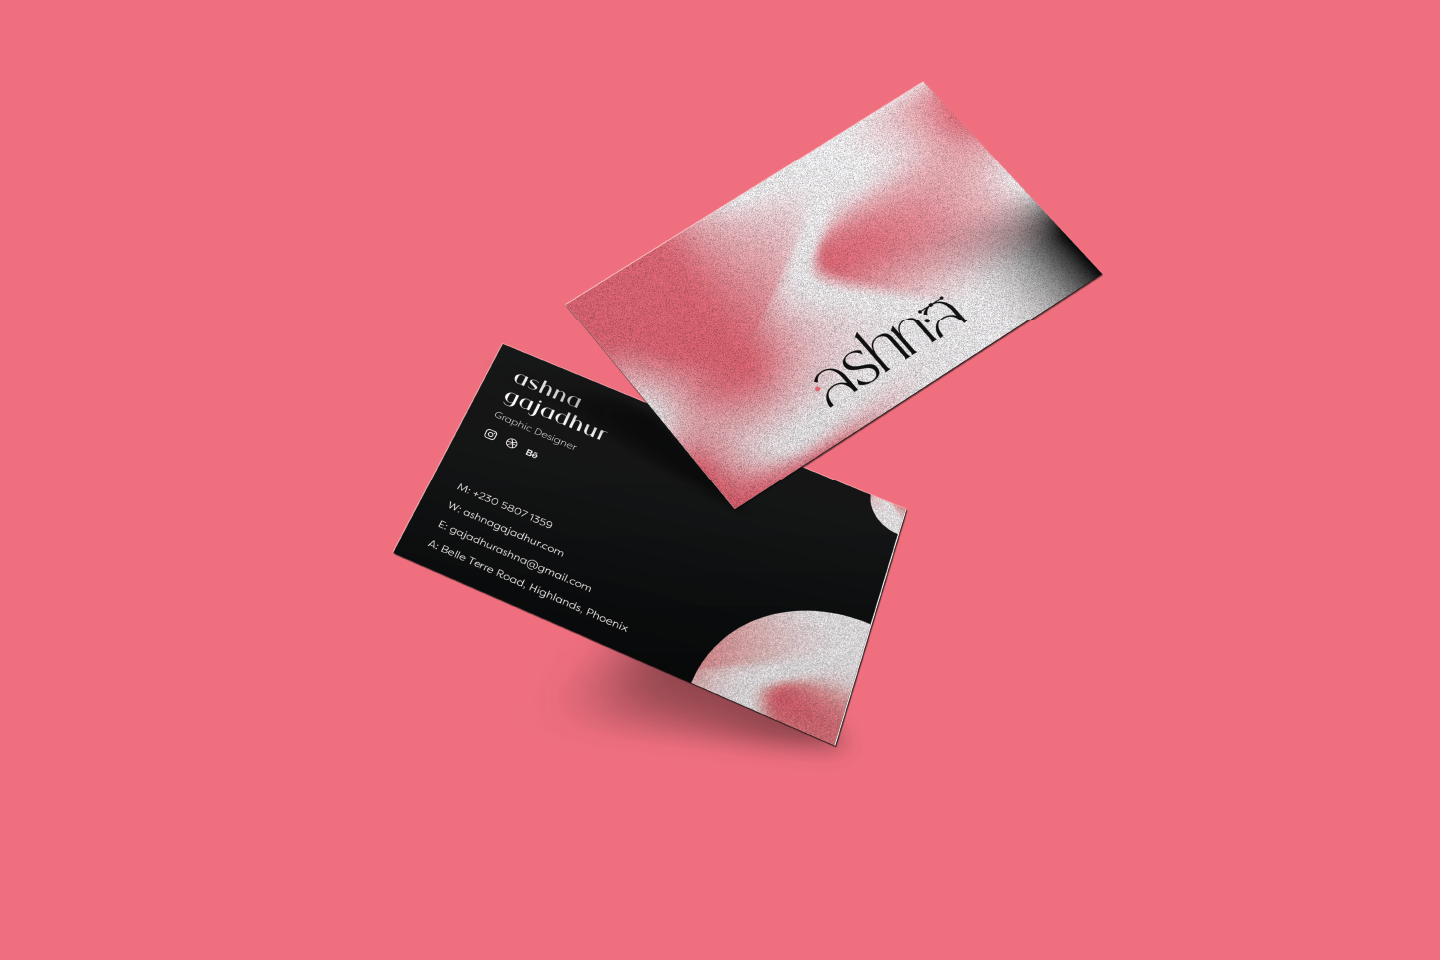 ashna
ashna
gajadhur
Graphic Designer
Bē
M: +230 5807 1359
W: ashnagajadhur.com
E: gajadhurashna@gmail.com
A: Belle Terre Road, Highlands, Phoenix